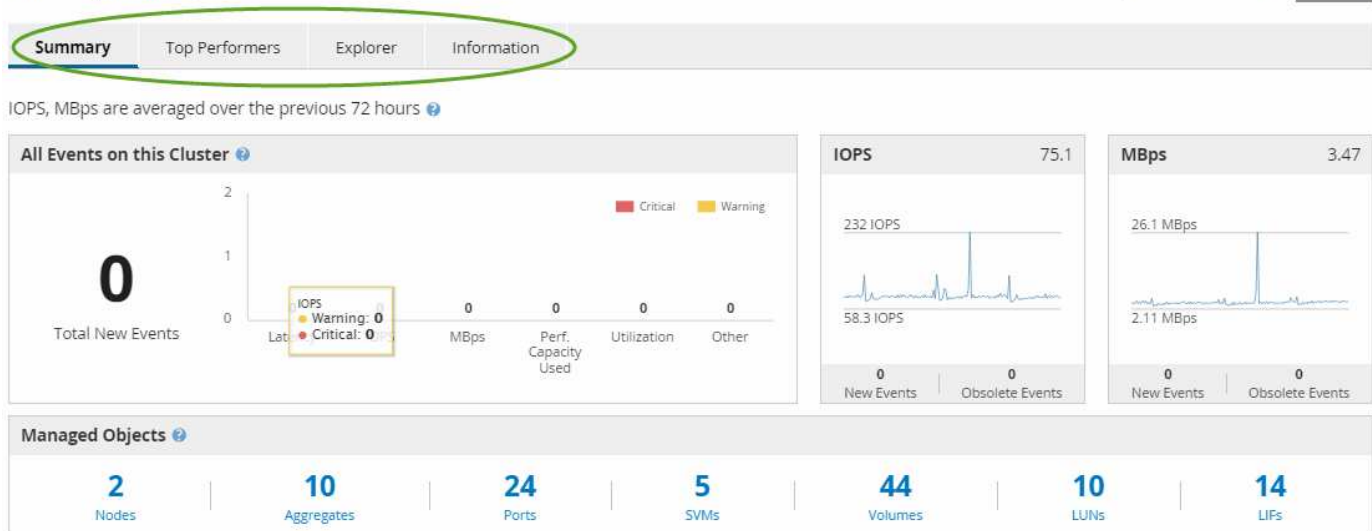 Summary Top Performers Explorer Information
IOPS, MBps are averaged over the previous 72 hours
All Events on this Cluster
0
Total New Events
2
1
0
Critical Warning
IOPS
Warning: 0
Critical: 0
0 0 0 0
MBps Perf. Capacity Used Utilization Other
IOPS 75.1
232 IOPS
58.3 IOPS
0 0
New Events Obsolete Events
MBps 3.47
26.1 MBps
2.11 MBps
0 0
New Events Obsolete Events
Managed Objects
2 10 24 5 44 10 14
Nodes Aggregates Ports SVMs Volumes LUNs LIFs